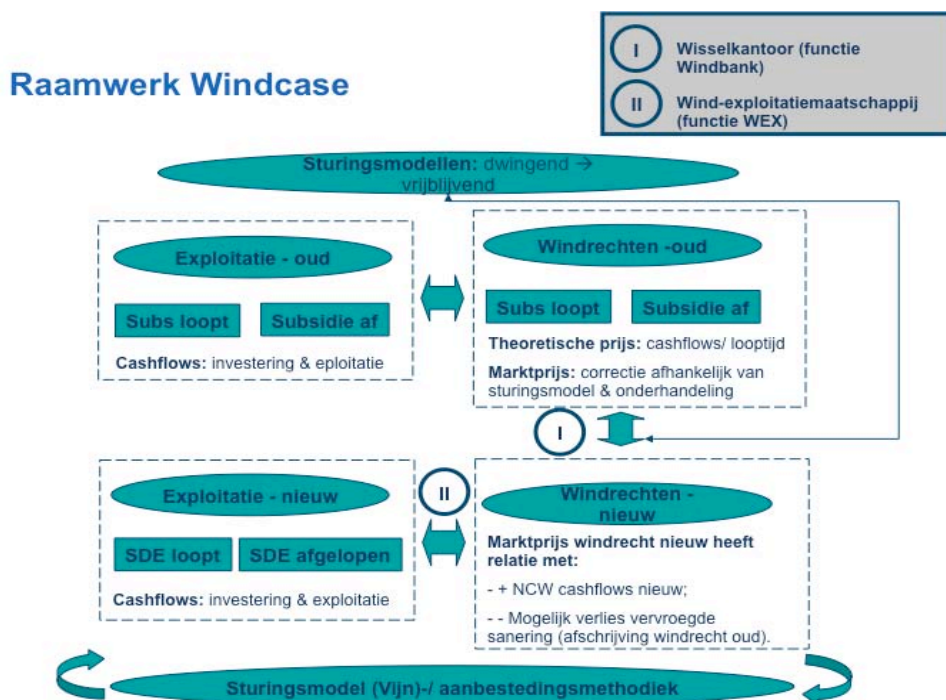 Raamwerk Windcase
I
Wisselkantoor (functie
Windbank)
II
Wind-exploitatiemaatschappij
(functie WEX)
Sturingsmodellen: dwingend →
vrijblijvend
Exploitatie - oud
Subs loopt
Subsidie af
Cashflows: investering & eploitatie
Windrechten -oud
Subs loopt
Subsidie af
Theoretische prijs: cashflows/ looptijd
Marktprijs: correctie afhankelijk van
sturingsmodel & onderhandeling
I
Exploitatie - nieuw
SDE loopt
SDE afgelopen
Cashflows: investering & exploitatie
II
Windrechten -
nieuw
Marktprijs windrecht nieuw heeft
relatie met:
- + NCW cashflows nieuw;
- - Mogelijk verlies vervroegde
sanering (afschrijving windrecht oud).
Sturingsmodel (Vijn)-/ aanbestedingsmethodiek